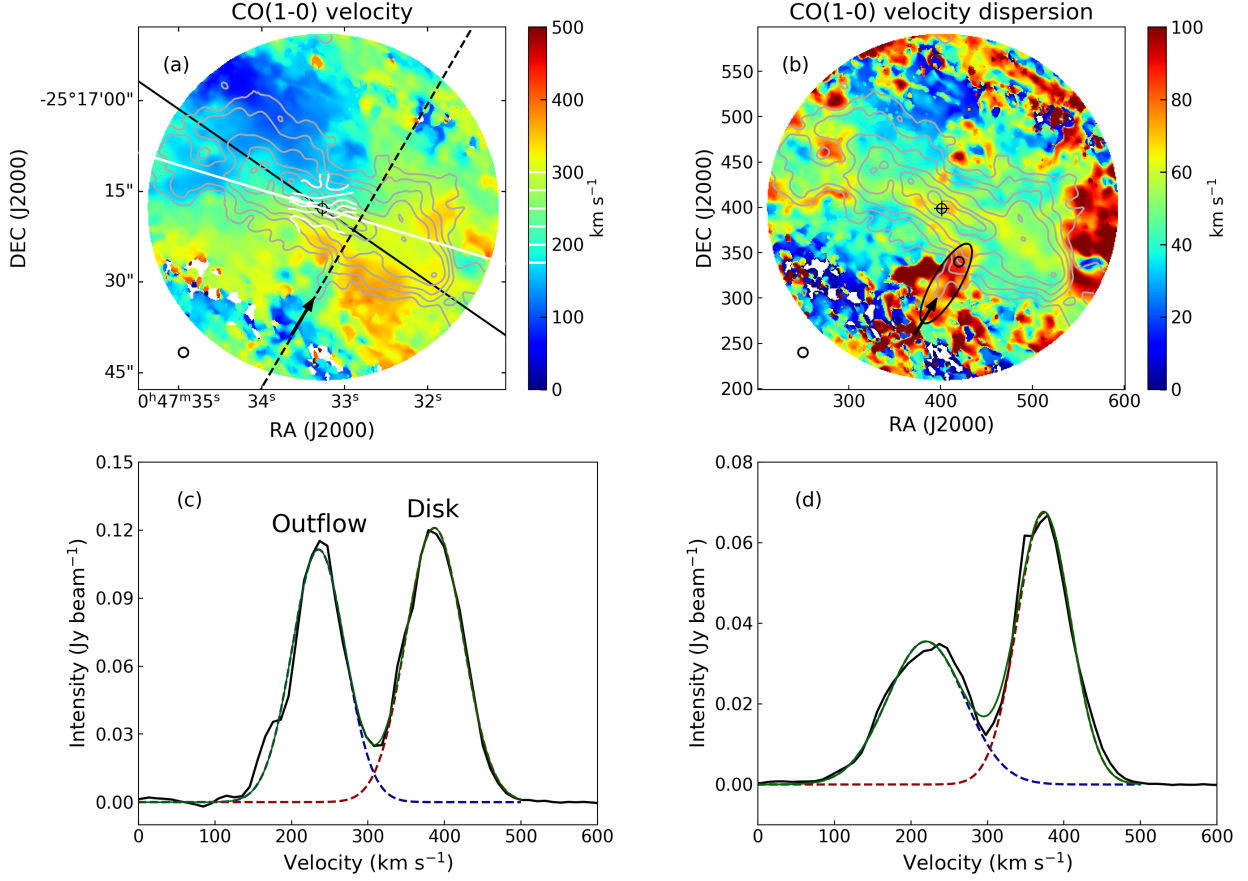 CO(1-0) velocity
(a)
DEC (J2000)
-25°17'00"
15"
30"
45"
0ʰ47ᵐ35ˢ 34ˢ 33ˢ 32ˢ
RA (J2000)
500
400
300
200
100
0
km s⁻¹
CO(1-0) velocity dispersion
(b)
DEC (J2000)
550
500
450
400
350
300
250
200
300 400 500 600
RA (J2000)
100
80
60
40
20
0
km s⁻¹
(c)
Outflow
Disk
Intensity (Jy beam⁻¹)
0.15
0.12
0.09
0.06
0.03
0.00
0 100 200 300 400 500 600
Velocity (km s⁻¹)
(d)
Intensity (Jy beam⁻¹)
0.08
0.06
0.04
0.02
0.00
0 100 200 300 400 500 600
Velocity (km s⁻¹)